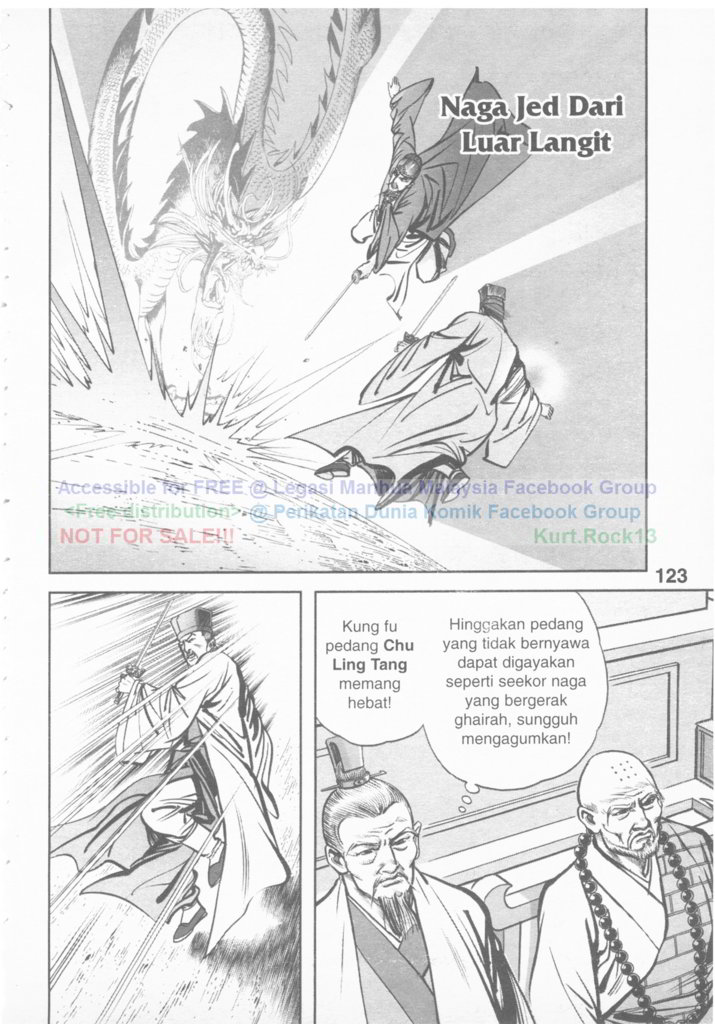 Naga Jed Dari
Luar Langit
Accessible for FREE @ Legasi Manhua Malaysia Facebook Group
<Free distribution> @ Perikatan Dunia Komik Facebook Group
NOT FOR SALE!!! Kurt.Rock13
123
Kung fu
pedang Chu
Ling Tang
memang
hebat!
Hinggakan pedang
yang tidak bernyawa
dapat digayakan
seperti seekor naga
yang bergerak
ghairah, sungguh
mengagumkan!